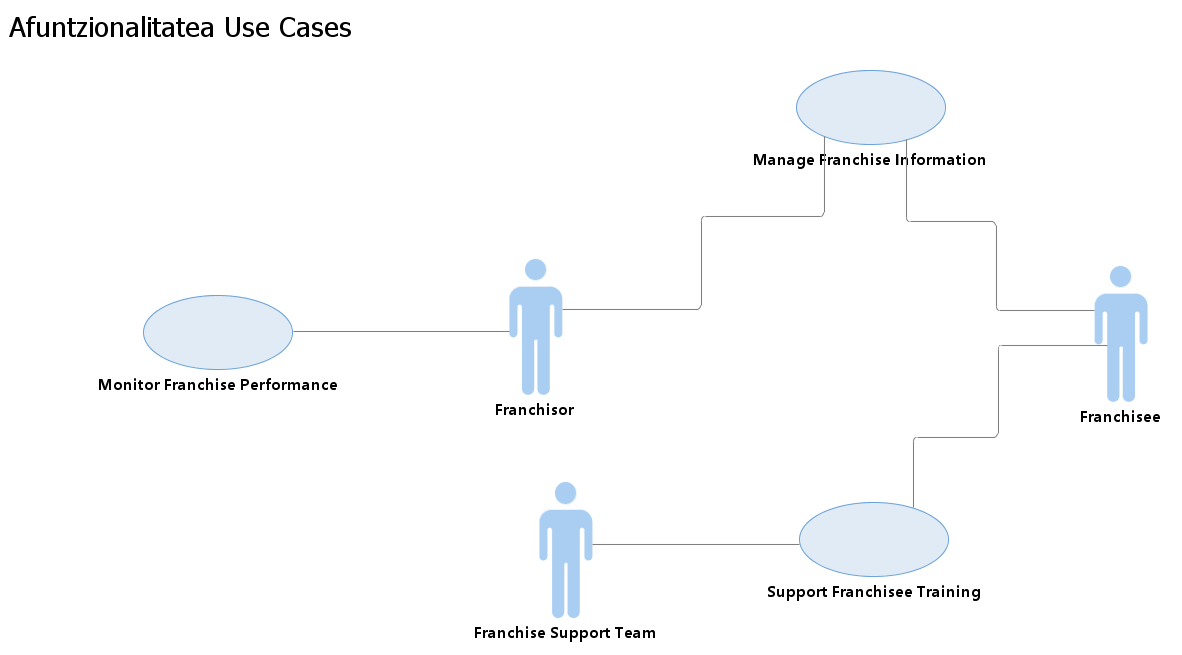 Afuntzionalitatea Use Cases
Manage Franchise Information
Monitor Franchise Performance
Franchisor
Franchisee
Support Franchisee Training
Franchise Support Team